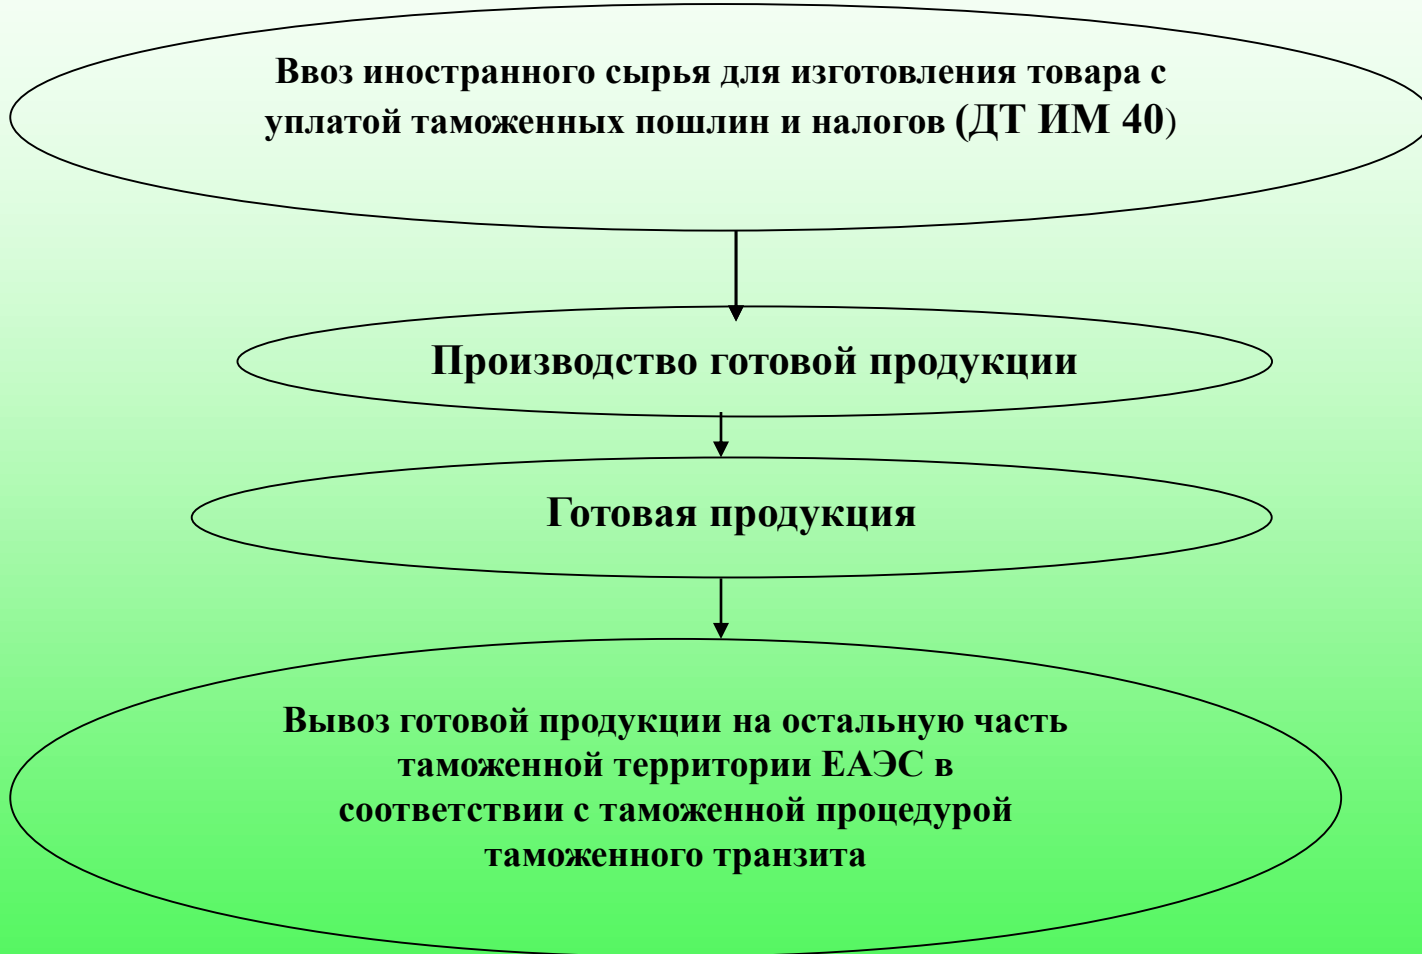 Ввоз иностранного сырья для изготовления товара с
уплатой таможенных пошлин и налогов (ДТ ИМ 40)
Производство готовой продукции
Готовая продукция
Вывоз готовой продукции на остальную часть
таможенной территории ЕАЭС в
соответствии с таможенной процедурой
таможенного транзита